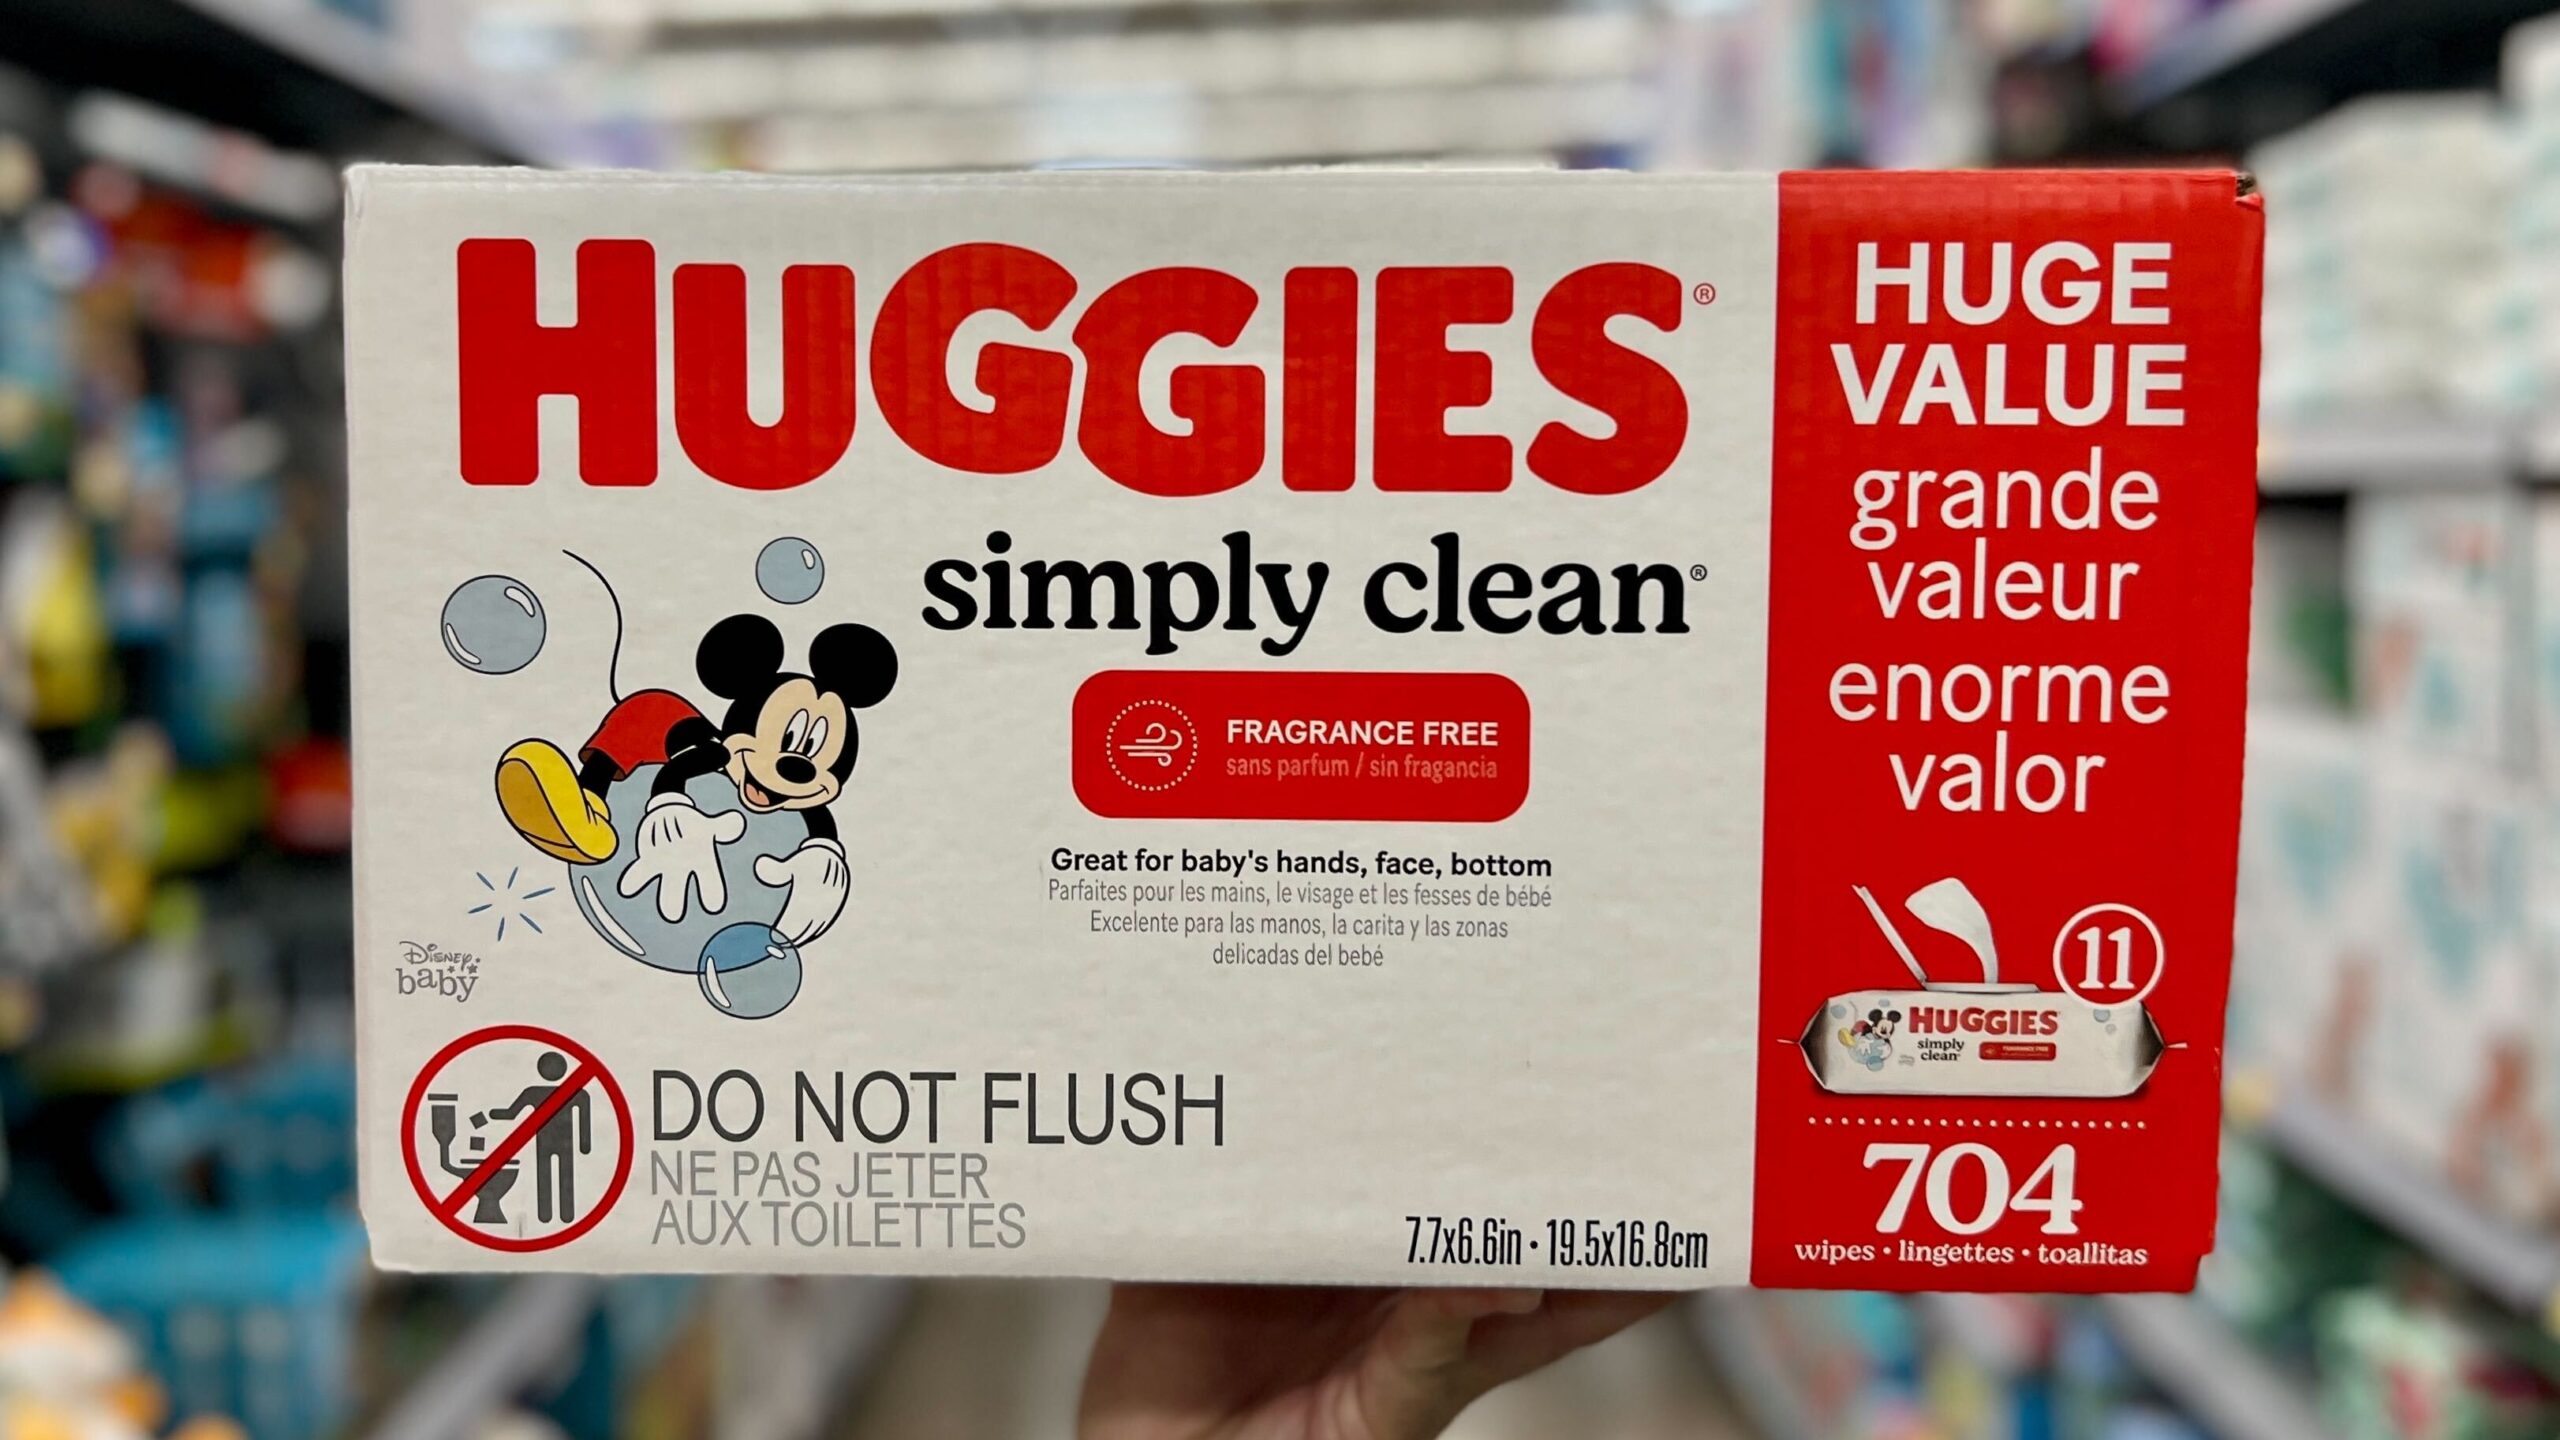 HUGGIES®
simply clean®
FRAGRANCE FREE
sans parfum / sin fragancia
Great for baby's hands, face, bottom
Parfaites pour les mains, le visage et les fesses de bébé
Excelente para las manos, la carita y las zonas
delicadas del bebé
Disney
baby
DO NOT FLUSH
NE PAS JETER
AUX TOILETTES
7.7x6.6in • 19.5x16.8cm
HUGE
VALUE
grande
valeur
enorme
valor
11
HUGGIES
simply
clean
FRAGRANCE FREE
704
wipes • lingettes • toallitas